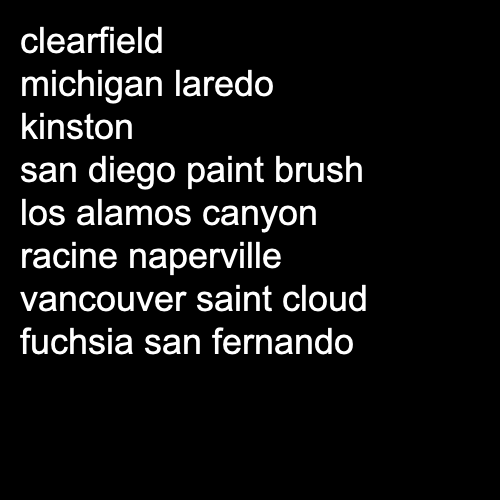 clearfield
michigan laredo
kinston
san diego paint brush
los alamos canyon
racine naperville
vancouver saint cloud
fuchsia san fernando